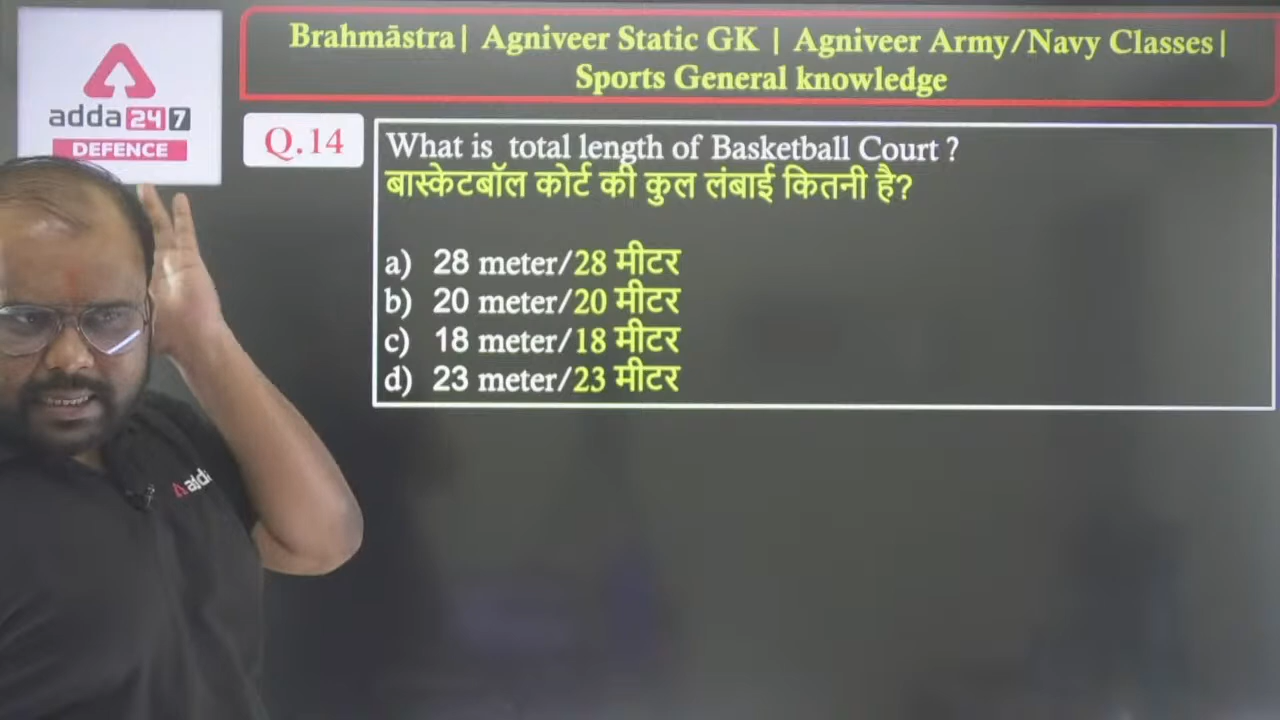 Brahmāstra| Agniveer Static GK | Agniveer Army/Navy Classes|
Sports General knowledge
adda 247
DEFENCE
Q.14
What is total length of Basketball Court ?
बास्केटबॉल कोर्ट की कुल लंबाई कितनी है?
a) 28 meter/28 मीटर
b) 20 meter/20 मीटर
c) 18 meter/18 मीटर
d) 23 meter/23 मीटर
adda